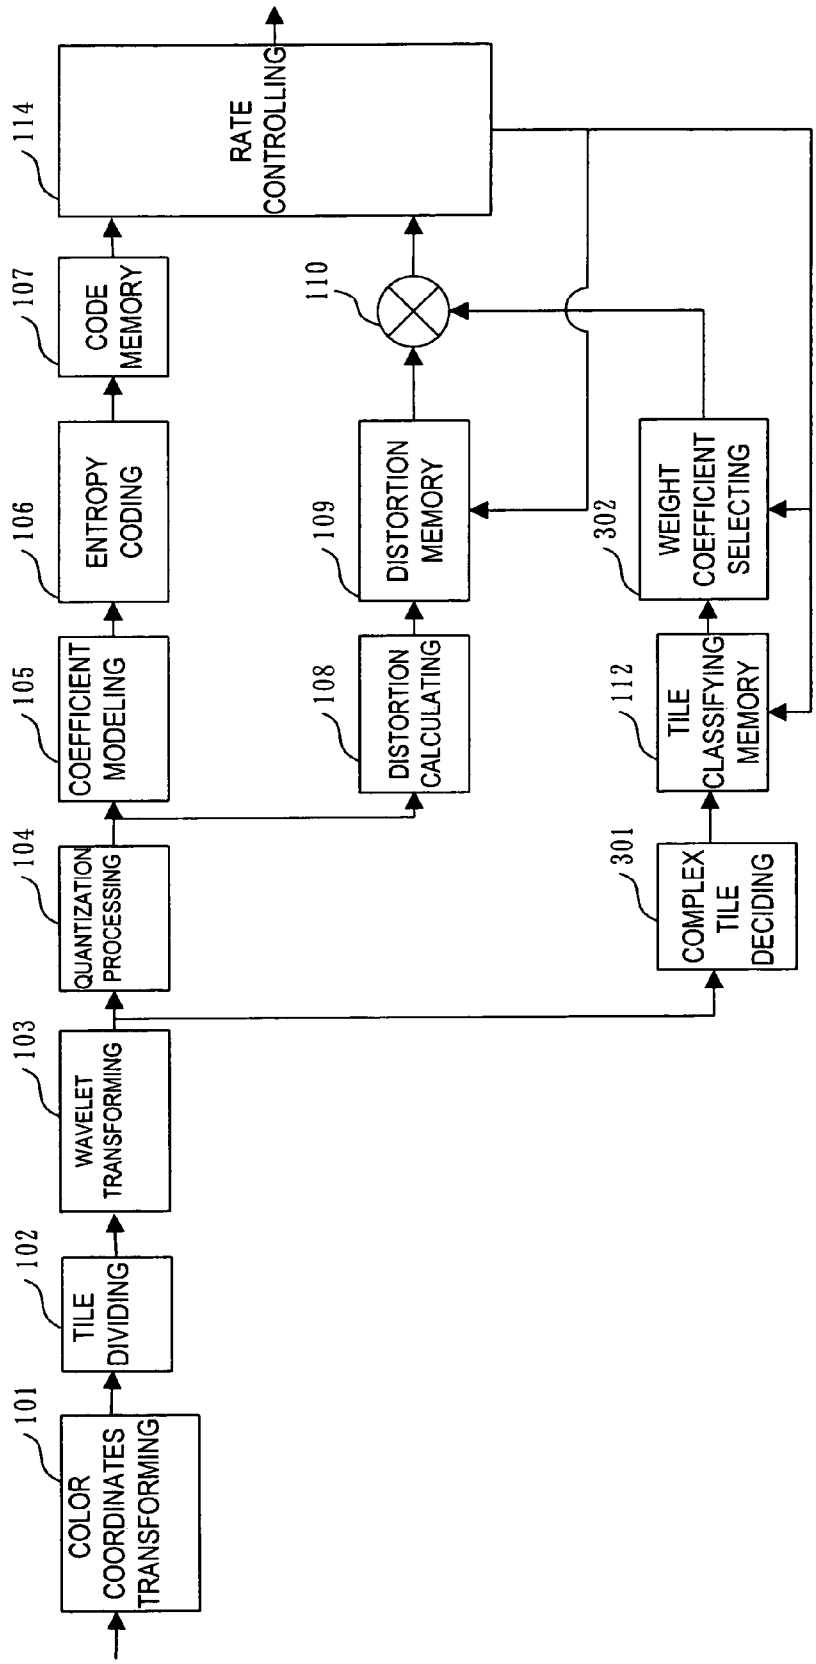 101
COLOR
COORDINATES
TRANSFORMING
102
TILE
DIVIDING
103
WAVELET
TRANSFORMING
104
QUANTIZATION
PROCESSING
105
COEFFICIENT
MODELING
106
ENTROPY
CODING
107
CODE
MEMORY
114
RATE
CONTROLLING
108
DISTORTION
CALCULATING
109
DISTORTION
MEMORY
110
301
COMPLEX
TILE
DECIDING
112
TILE
CLASSIFYING
MEMORY
302
WEIGHT
COEFFICIENT
SELECTING